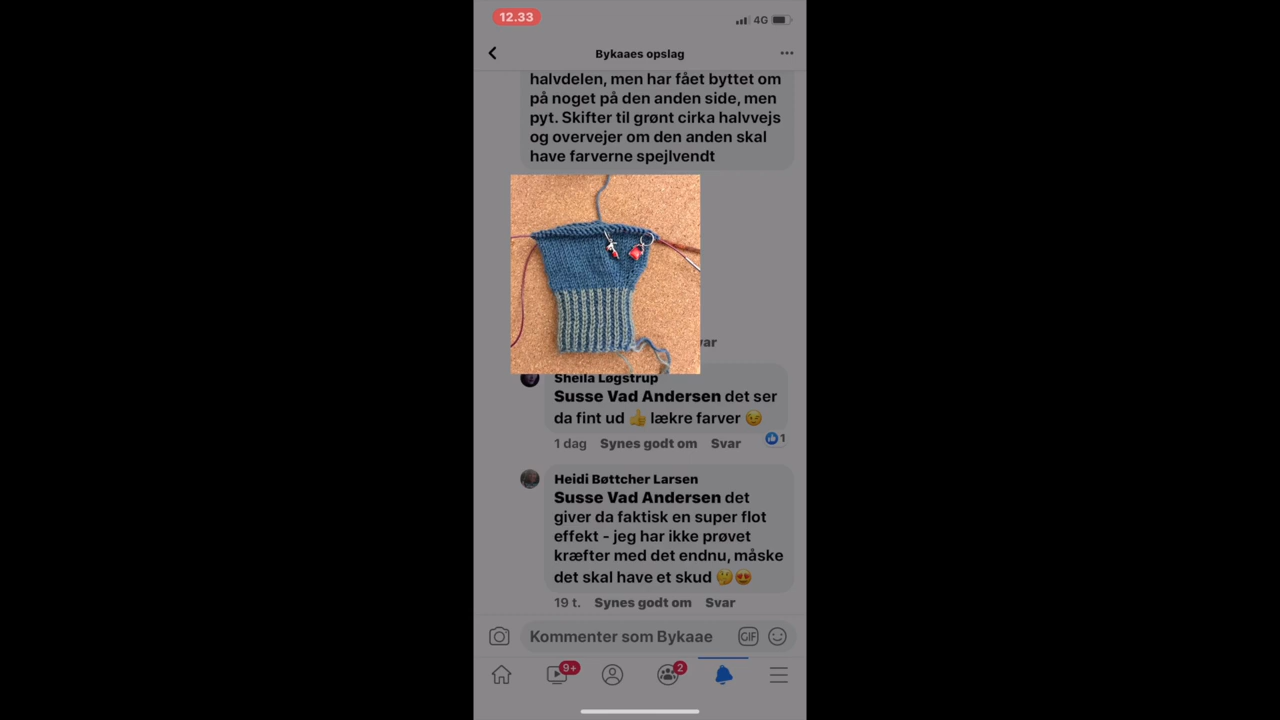 12.33
4G
Bykaaes opslag
halvdelen, men har fået byttet om
på noget på den anden side, men
pyt. Skifter til grønt cirka halvvejs
og overvejer om den anden skal
have farverne spejlvendt
var
Sheila Løgstrup
Susse Vad Andersen det ser
da fint ud 👍 lækre farver 😉
1 dag Synes godt om Svar 1
Heidi Bøttcher Larsen
Susse Vad Andersen det
giver da faktisk en super flot
effekt - jeg har ikke prøvet
kræfter med det endnu, måske
det skal have et skud 🤔😍
19 t. Synes godt om Svar
Kommenter som Bykaae GIF
9+ 2